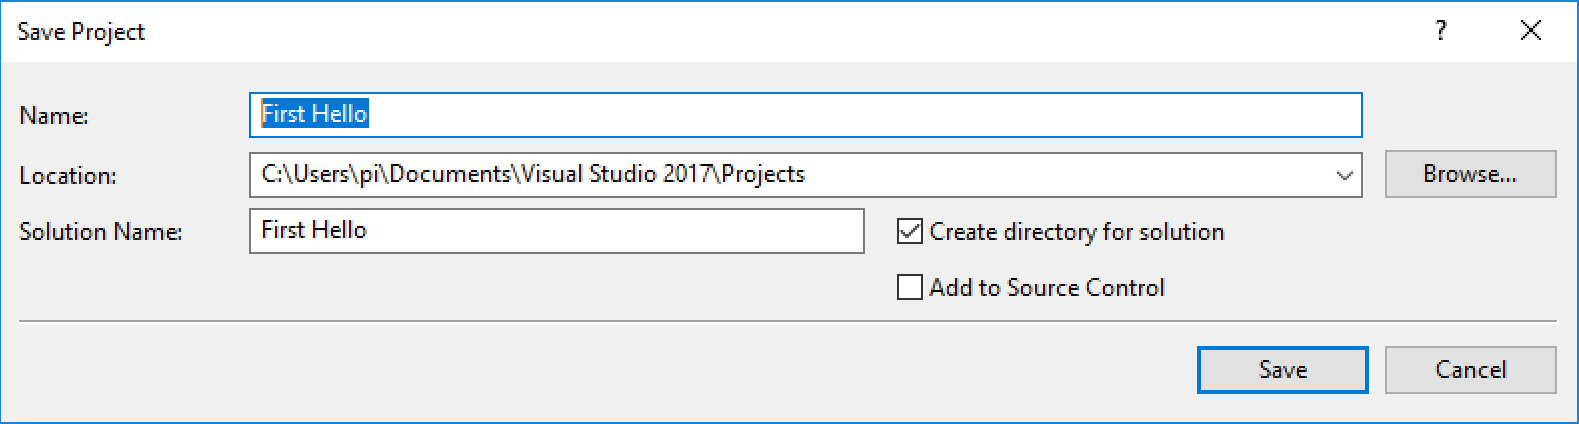 Save Project
?
Name:
First Hello
Location:
C:\Users\pi\Documents\Visual Studio 2017\Projects
Browse...
Solution Name:
First Hello
Create directory for solution
Add to Source Control
Save
Cancel